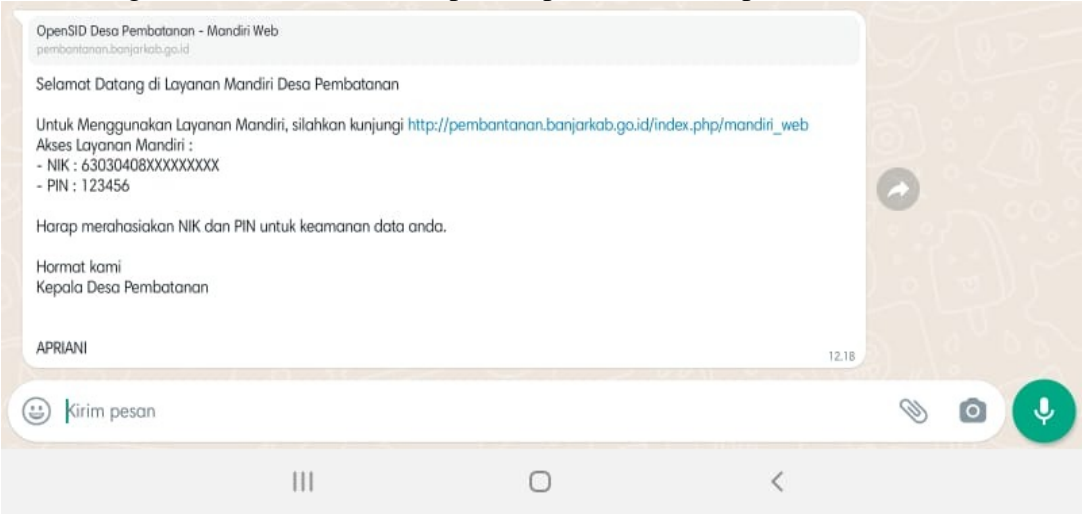 OpenSID Desa Pembatanan - Mandiri Web
pembantanan.banjarkab.go.id
Selamat Datang di Layanan Mandiri Desa Pembatanan
Untuk Menggunakan Layanan Mandiri, silahkan kunjungi http://pembantanan.banjarkab.go.id/index.php/mandiri_web
Akses Layanan Mandiri :
- NIK : 63030408XXXXXXXXX
- PIN : 123456
Harap merahasiakan NIK dan PIN untuk keamanan data anda.
Hormat kami
Kepala Desa Pembatanan
APRIANI
12.18
Kirim pesan